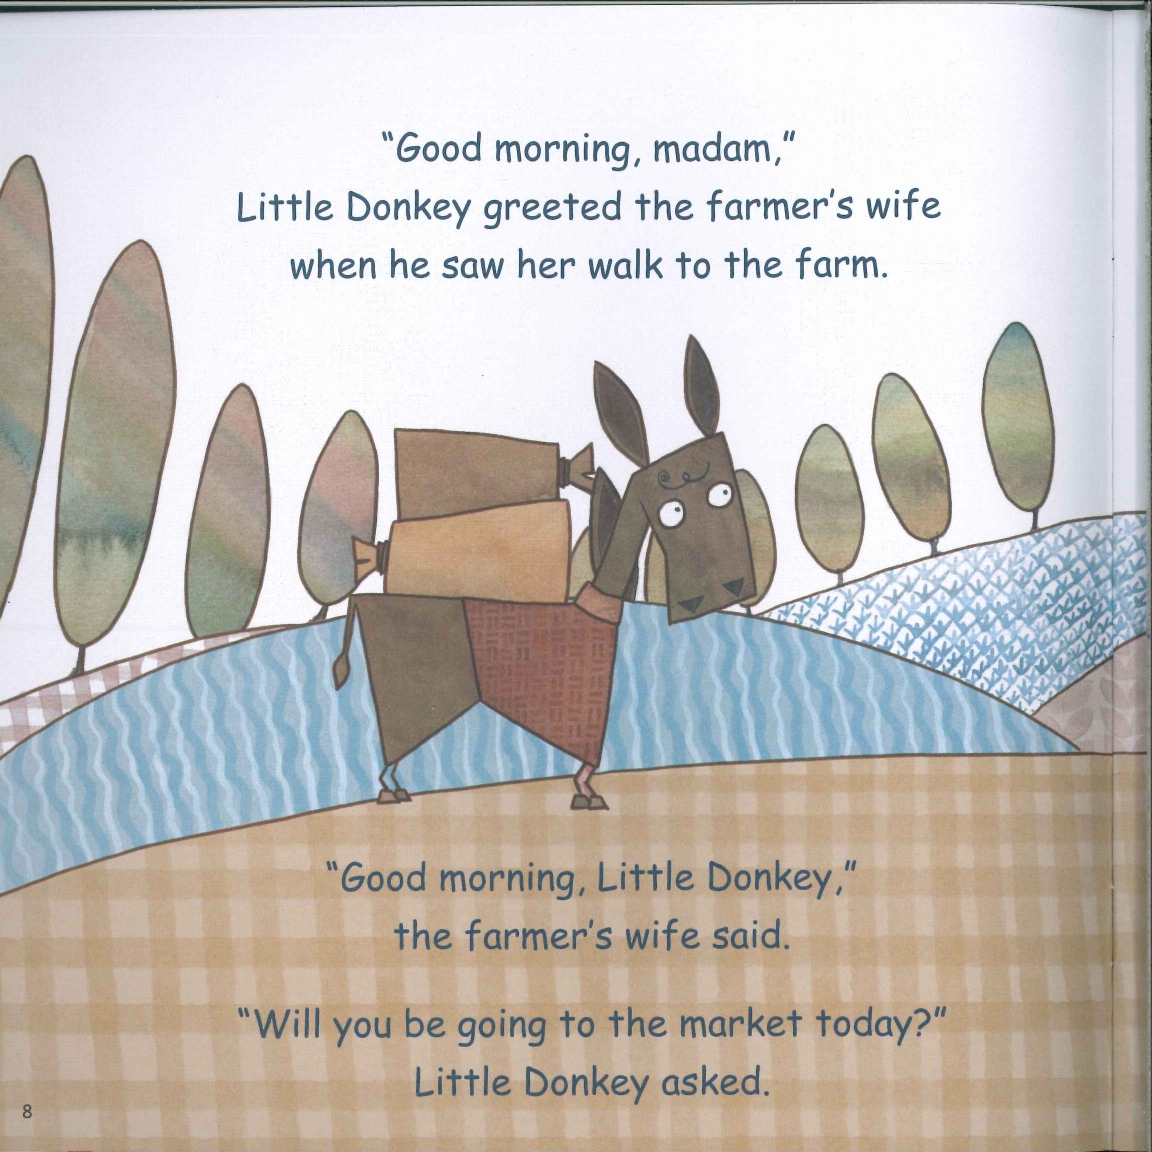 “Good morning, madam,”
Little Donkey greeted the farmer’s wife
when he saw her walk to the farm.
“Good morning, Little Donkey,”
the farmer’s wife said.
“Will you be going to the market today?”
Little Donkey asked.
8